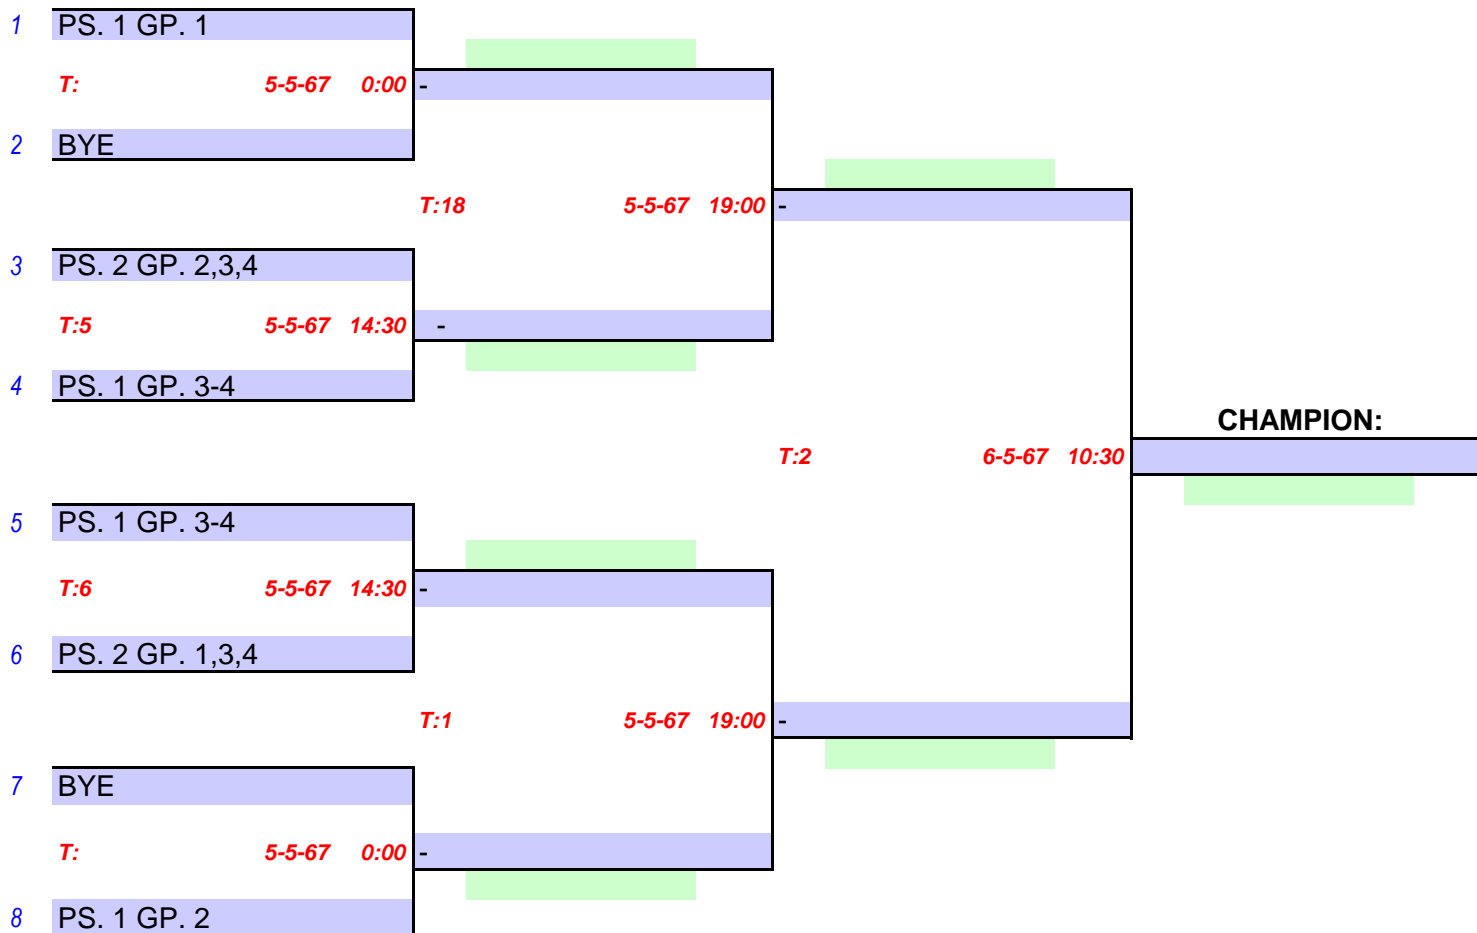 1 PS. 1 GP. 1
T: 5-5-67 0:00 -
2 BYE
T:18 5-5-67 19:00 -
3 PS. 2 GP. 2,3,4
T:5 5-5-67 14:30 -
4 PS. 1 GP. 3-4
CHAMPION:
T:2 6-5-67 10:30
5 PS. 1 GP. 3-4
T:6 5-5-67 14:30 -
6 PS. 2 GP. 1,3,4
T:1 5-5-67 19:00 -
7 BYE
T: 5-5-67 0:00 -
8 PS. 1 GP. 2